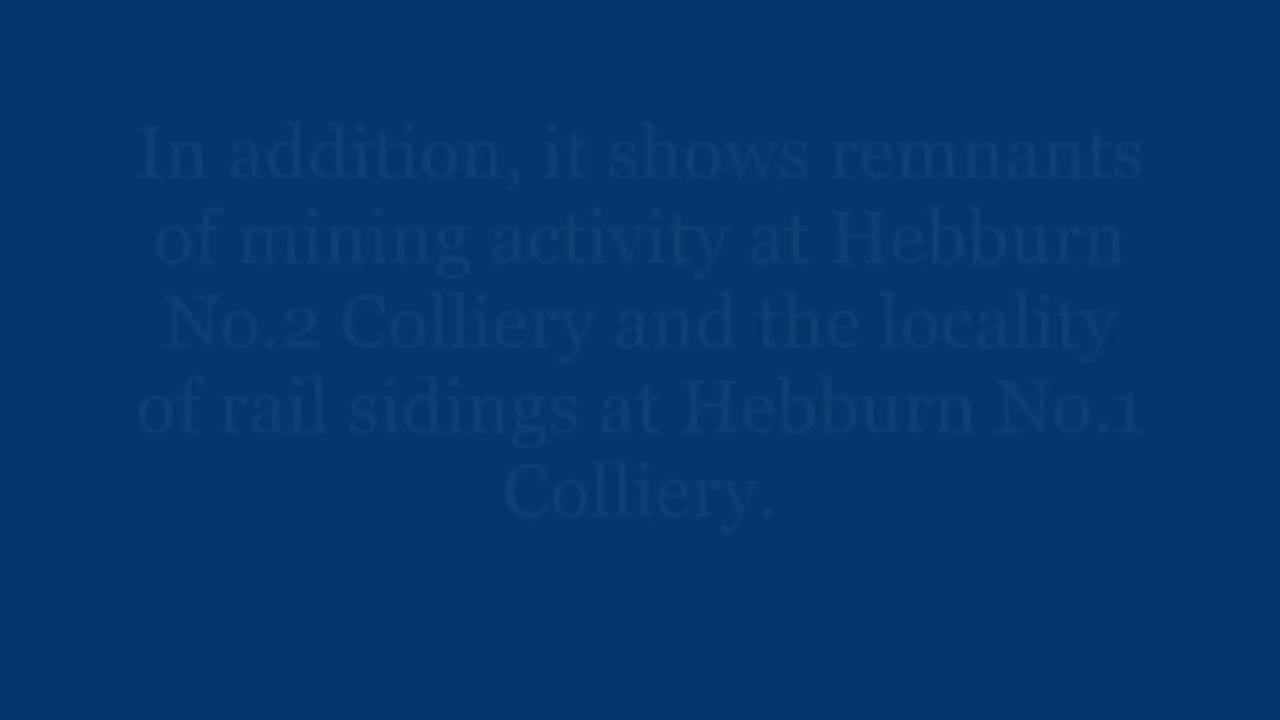 In addition, it shows remnants
of mining activity at Hebburn
No.2 Colliery and the locality
of rail sidings at Hebburn No.1
Colliery.